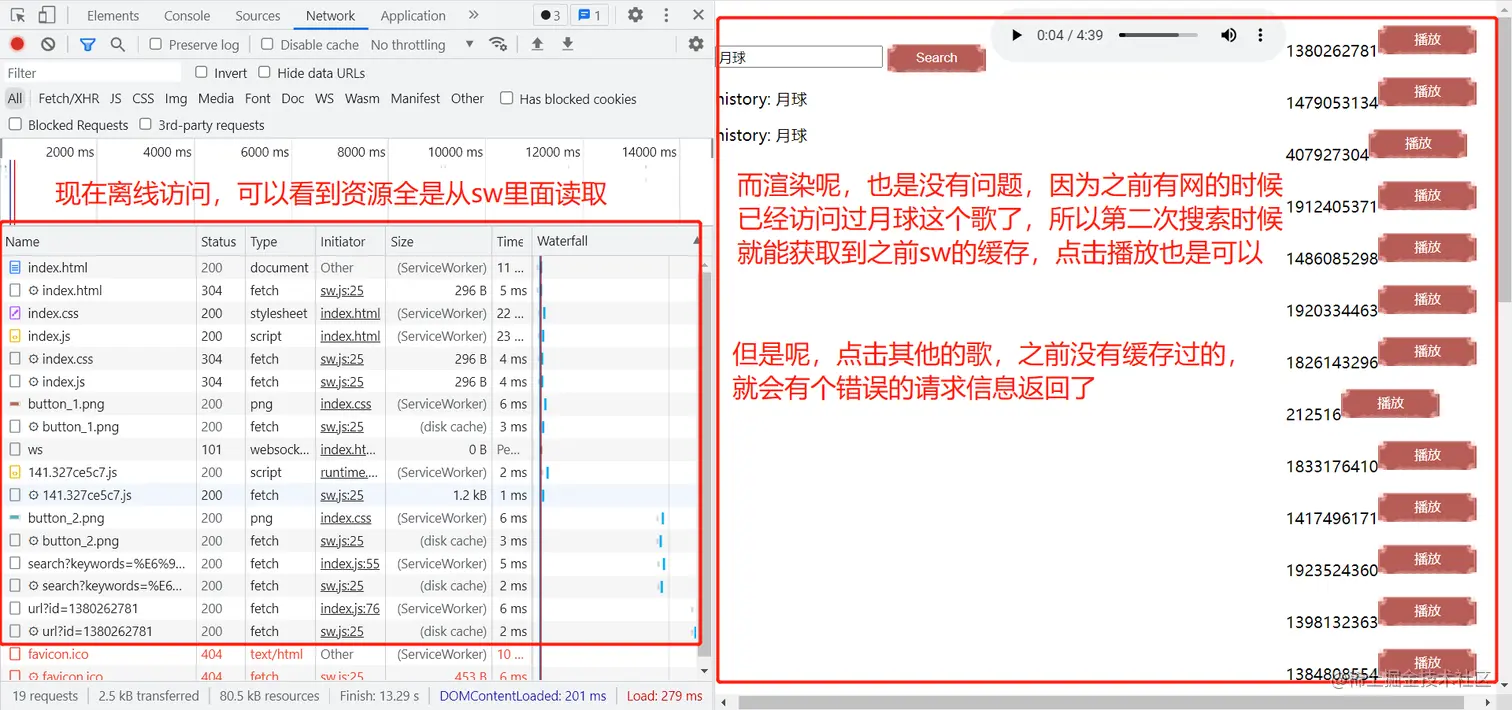 Elements Console Sources Network Application » 3 1
Preserve log Disable cache No throttling
Filter Invert Hide data URLs
All Fetch/XHR JS CSS Img Media Font Doc WS Wasm Manifest Other Has blocked cookies
Blocked Requests 3rd-party requests
2000 ms 4000 ms 6000 ms 8000 ms 10000 ms 12000 ms 14000 ms
现在离线访问，可以看到资源全是从sw里面读取
Name Status Type Initiator Size Time Waterfall
index.html 200 document Other (ServiceWorker) 11 ...
index.html 304 fetch sw.js:25 296 B 5 ms
index.css 200 stylesheet index.html (ServiceWorker) 22 ...
index.js 200 script index.html (ServiceWorker) 23 ...
index.css 304 fetch sw.js:25 296 B 4 ms
index.js 304 fetch sw.js:25 296 B 4 ms
button_1.png 200 png index.css (ServiceWorker) 6 ms
button_1.png 200 fetch sw.js:25 (disk cache) 3 ms
ws 101 websock... index.ht... 0 B Pe...
141.327ce5c7.js 200 script runtime.... (ServiceWorker) 2 ms
141.327ce5c7.js 200 fetch sw.js:25 1.2 kB 1 ms
button_2.png 200 png index.css (ServiceWorker) 6 ms
button_2.png 200 fetch sw.js:25 (disk cache) 3 ms
search?keywords=%E6%9... 200 fetch index.js:55 (ServiceWorker) 5 ms
search?keywords=%E6... 200 fetch sw.js:25 (disk cache) 2 ms
url?id=1380262781 200 fetch index.js:76 (ServiceWorker) 6 ms
url?id=1380262781 200 fetch sw.js:25 (disk cache) 2 ms
favicon.ico 404 text/html Other (ServiceWorker) 10 ...
favicon.ico 404 fetch sw.js:25 453 B 6 ms
19 requests 2.5 kB transferred 80.5 kB resources Finish: 13.29 s DOMContentLoaded: 201 ms Load: 279 ms
月球 Search 0:04 / 4:39
history: 月球
history: 月球
而渲染呢，也是没有问题，因为之前有网的时候
已经访问过月球这个歌了，所以第二次搜索时候
就能获取到之前sw的缓存，点击播放也是可以
但是呢，点击其他的歌，之前没有缓存过的，
就会有个错误的请求信息返回了
1380262781 播放
1479053134 播放
407927304 播放
1912405371 播放
1486085298 播放
1920334463 播放
1826143296 播放
212516 播放
1833176410 播放
1417496171 播放
1923524360 播放
1398132363 播放
1384808554 播放
@稀土掘金技术社区